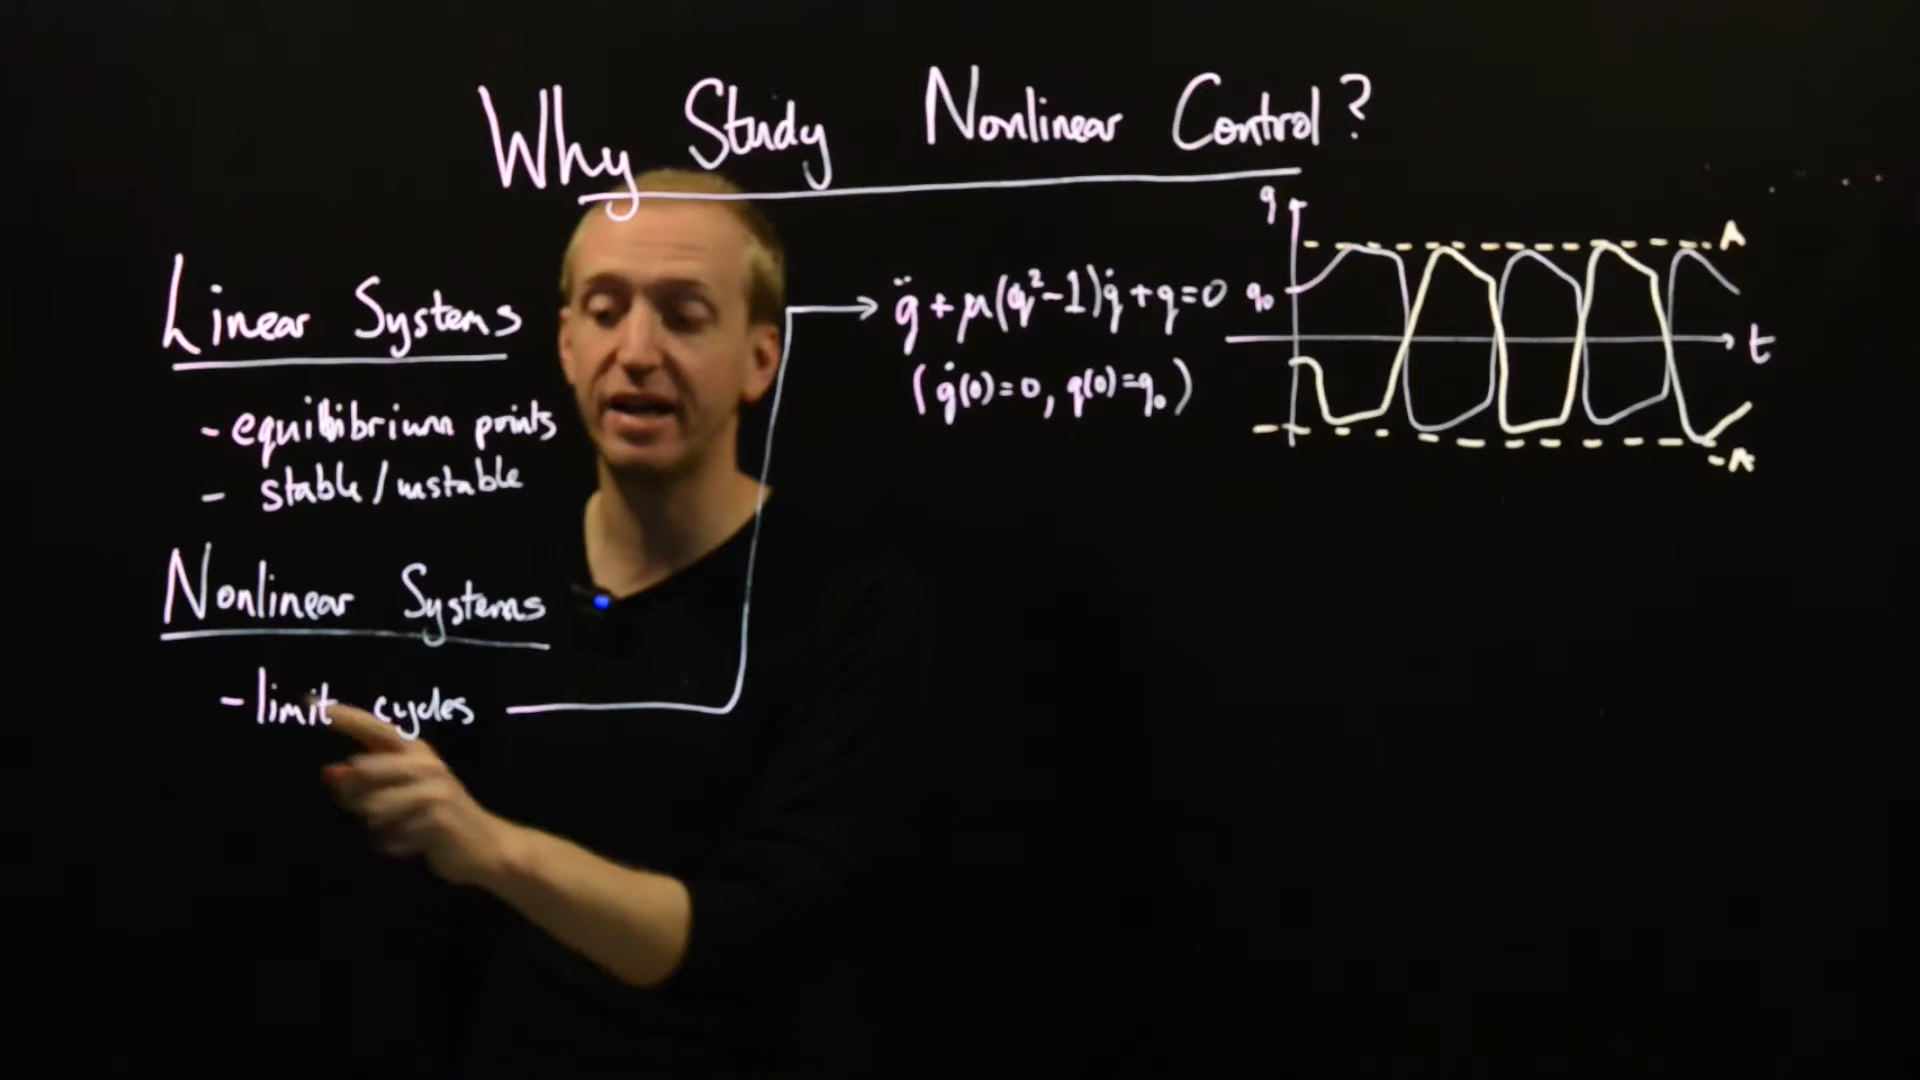 Why Study Nonlinear Control?
Linear Systems
- equilibrium points
- stable/unstable
Nonlinear Systems
- limit cycles
q̈ + μ(q²-1)q̇ + q = 0
(q̇(0)=0, q(0)=q₀)
q
q₀
A
t
-A